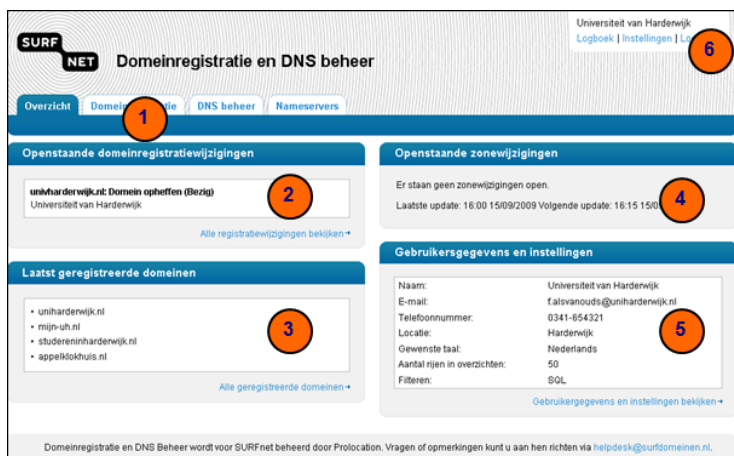 Universiteit van Harderwijk
Logboek | Instellingen |
6
SURF
NET
Domeinregistratie en DNS beheer
Overzicht
DNS beheer
Nameservers
1
Openstaande domeinregistratiewijzigingen
univharderwijk.nl: Domein opheffen (Bezig)
Universiteit van Harderwijk
2
Alle registratiewijzigingen bekijken
Laatst geregistreerde domeinen
• uniharderwijk.nl
• mijn-uh.nl
• studereninharderwijk.nl
• appelklokhuis.nl
3
Alle geregistreerde domeinen
Openstaande zonewijzigingen
Er staan geen zonewijzigingen open.
Laatste update: 16:00 15/09/2009 Volgende update: 16:15
4
Gebruikersgegevens en instellingen
Naam: Universiteit van Harderwijk
E-mail: f.alsvanouds@uniharderwijk.nl
Telefoonnummer: 0341-654321
Locatie: Harderwijk
Gewenste taal: Nederlands
Aantal rijen in overzichten: 50
Filteren: SQL
5
Gebruikergegevens en instellingen bekijken
Domeinregistratie en DNS Beheer wordt voor SURFnet beheerd door Prolocation. Vragen of opmerkingen kunt u aan hen richten via helpdesk@surfdomeinen.nl.